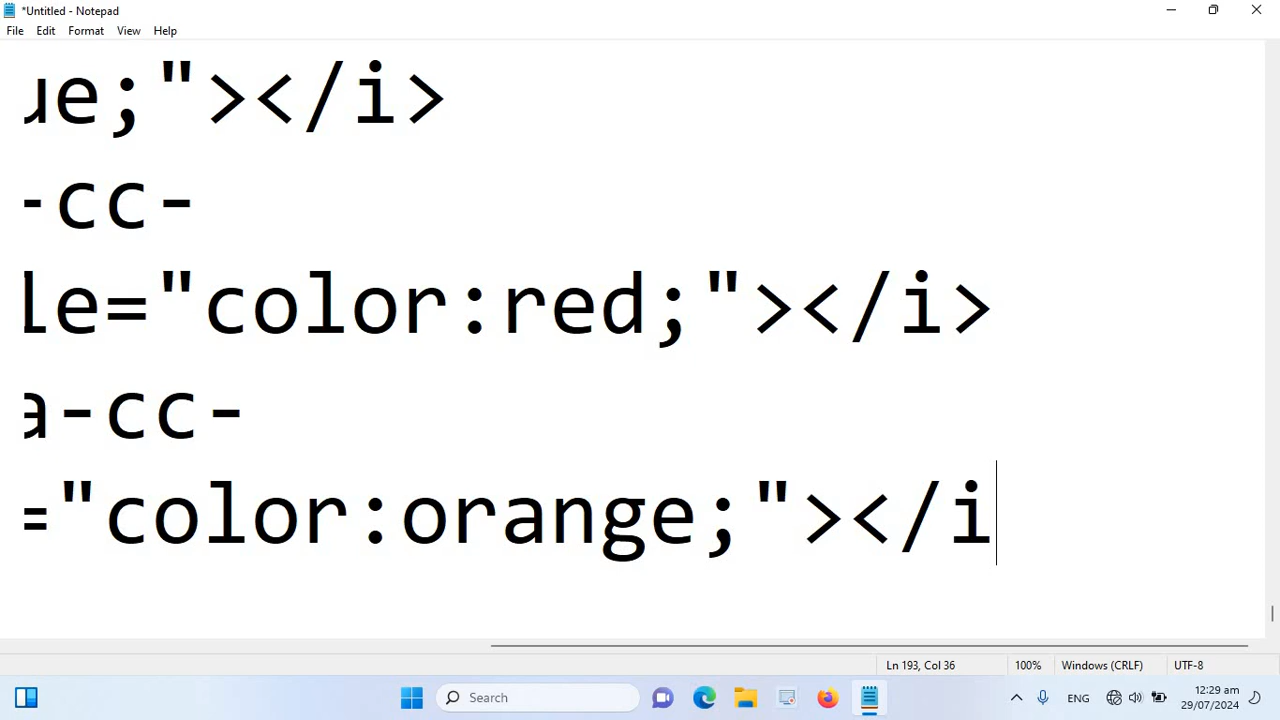 *Untitled - Notepad
File Edit Format View Help
ue;"></i>
-cc-
le="color:red;"></i>
a-cc-
="color:orange;"></i
Ln 193, Col 36 100% Windows (CRLF) UTF-8
Search ENG 12:29 am
29/07/2024